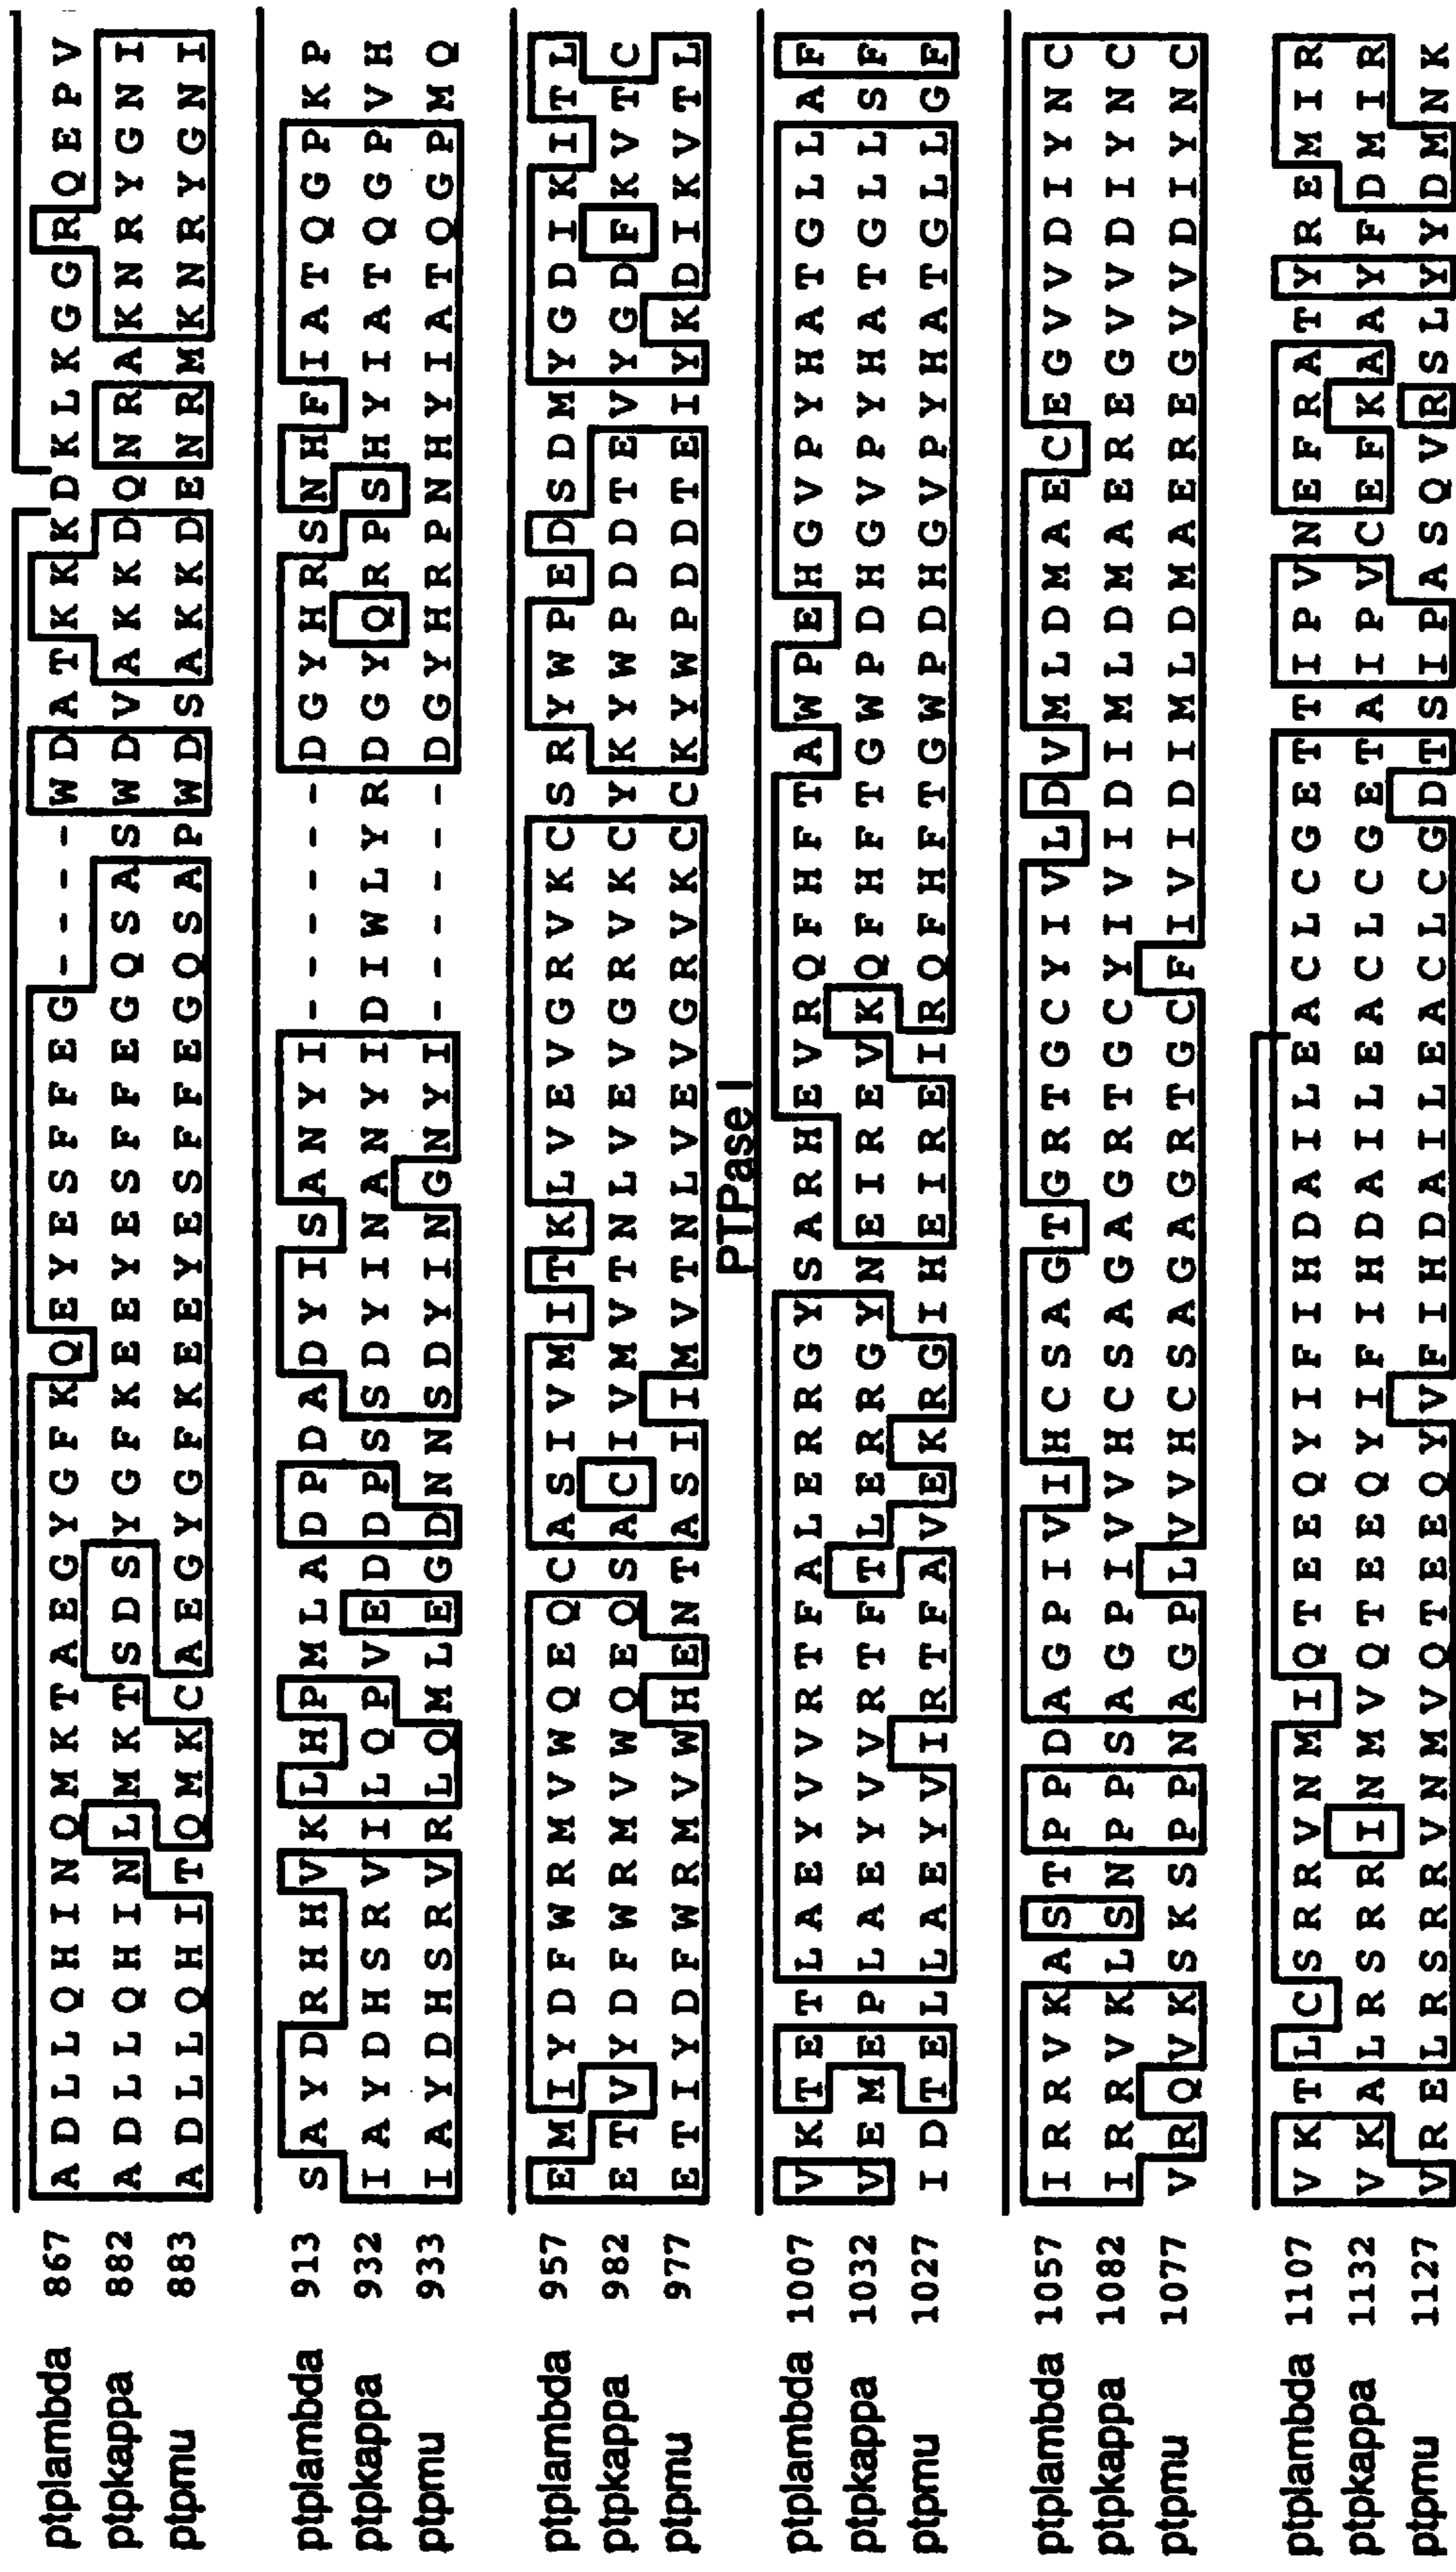 ptplambda 867 A D L L Q H I N Q M K T A E G Y G F K Q E Y E S F F E G - - - - W D A T K K K D K L K G G R Q E P V
ptpkappa 882 A D L L Q H I N L M K T S D S Y G F K E E Y E S F F E G Q S A S W D V A K K D Q N R A K N R Y G N I
ptpmu 883 A D L L Q H I T Q M K C A E G Y G F K E E Y E S F F E G Q S A P W D S A K K D E N R M K N R Y G N I
ptplambda 913 S A Y D R H H V K L H P M L A D P D A D Y I S A N Y I - - - - - - D G Y H R S N H F I A T Q G P K P
ptpkappa 932 I A Y D H S R V I L Q P V E D D P S S D Y I N A N Y I D I W L Y R D G Y Q R P S H Y I A T Q G P V H
ptpmu 933 I A Y D H S R V R L Q M L E G D N N S D Y I N G N Y I - - - - - - D G Y H R P N H Y I A T Q G P M Q
ptplambda 957 E M I Y D F W R M V W Q E Q C A S I V M I T K L V E V G R V K C S R Y W P E D S D M Y G D I K I T L
ptpkappa 982 E T V Y D F W R M V W Q E Q S A C I V M V T N L V E V G R V K C Y K Y W P D D T E V Y G D F K V T C
ptpmu 977 E T I Y D F W R M V W H E N T A S I I M V T N L V E V G R V K C C K Y W P D D T E I Y K D I K V T L
PTPase I
ptplambda 1007 V K T E T L A E Y V V R T F A L E R R G Y S A R H E V R Q F H F T A W P E H G V P Y H A T G L L A F
ptpkappa 1032 V E M E P L A E Y V V R T F T L E R R G Y N E I R E V K Q F H F T G W P D H G V P Y H A T G L L S F
ptpmu 1027 I D T E L L A E Y V I R T F A V E K R G I H E I R E I R Q F H F T G W P D H G V P Y H A T G L L G F
ptplambda 1057 I R R V K A S T P P D A G P I V I H C S A G T G R T G C Y I V L D V M L D M A E C E G V V D I Y N C
ptpkappa 1082 I R R V K L S N P P S A G P I V V H C S A G A G R T G C Y I V I D I M L D M A E R E G V V D I Y N C
ptpmu 1077 V R Q V K S K S P P N A G P L V V H C S A G A G R T G C F I V I D I M L D M A E R E G V V D I Y N C
ptplambda 1107 V K T L C S R R V N M I Q T E E Q Y I F I H D A I L E A C L C G E T T I P V N E F R A T Y R E M I R
ptpkappa 1132 V K A L R S R R I N M V Q T E E Q Y I F I H D A I L E A C L C G E T A I P V C E F K A A Y F D M I R
ptpmu 1127 V R E L R S R R V N M V Q T E E Q Y V F I H D A I L E A C L C G D T S I P A S Q V R S L Y Y D M N K